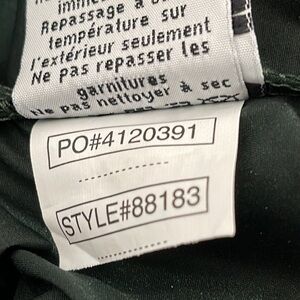 Repassage à
température sur
l'extérieur seulement
Ne pas repasser les
garnitures
Ne pas nettoyer à sec
PO#4120391
STYLE#88183